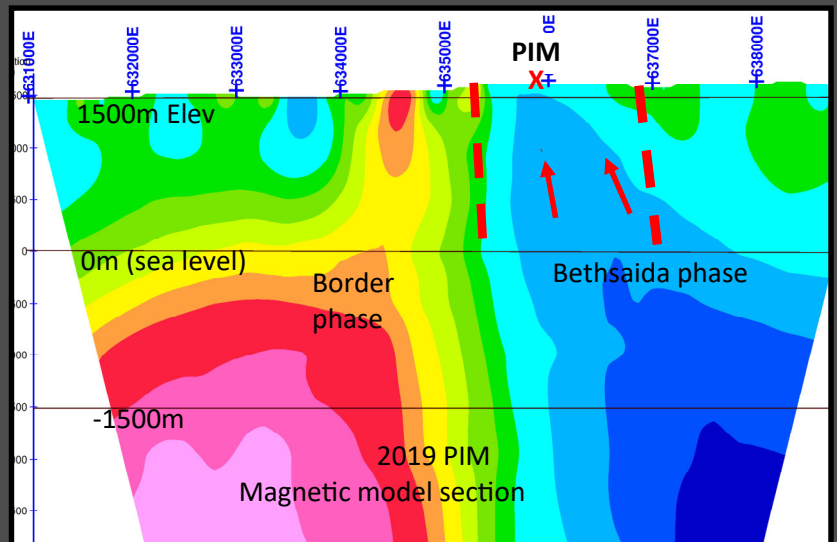 PIM
X
631000E
632000E
633000E
634000E
635000E
0E
637000E
638000E
1500m Elev
0m (sea level)
Border
phase
Bethsaida phase
-1500m
2019 PIM
Magnetic model section
0